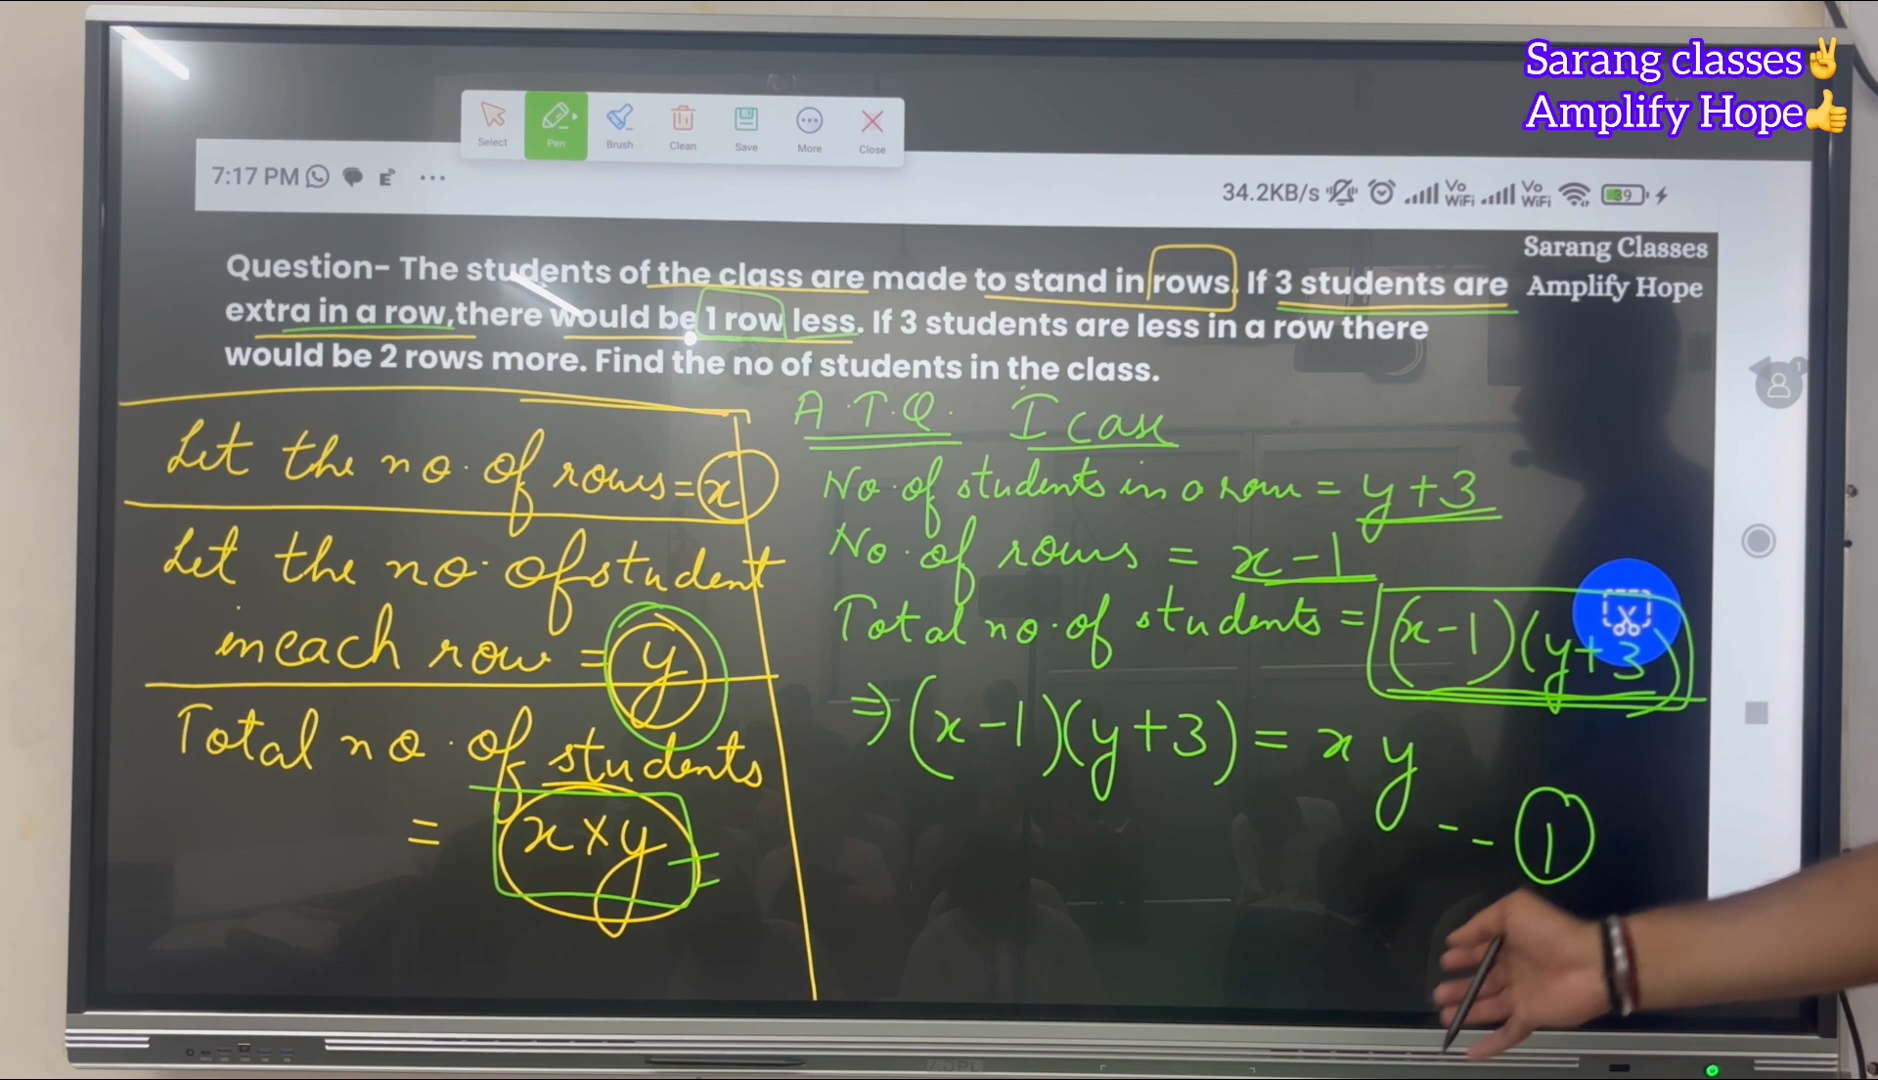 Sarang classes✌️
Amplify Hope👍
Select Pen Brush Clean Save More Close
7:17 PM
34.2KB/s Vo WiFi Vo WiFi 39
Sarang Classes
Amplify Hope
Question- The students of the class are made to stand in rows. If 3 students are
extra in a row,there would be 1 row less. If 3 students are less in a row there
would be 2 rows more. Find the no of students in the class.
Let the no. of rows = x
Let the no. of student
in each row = y
Total no. of students
= x × y
A.T.Q. I case
No. of students in a row = y + 3
No. of rows = x - 1
Total no. of students = (x-1)(y+3)
⇒ (x-1)(y+3) = x y
-- 1